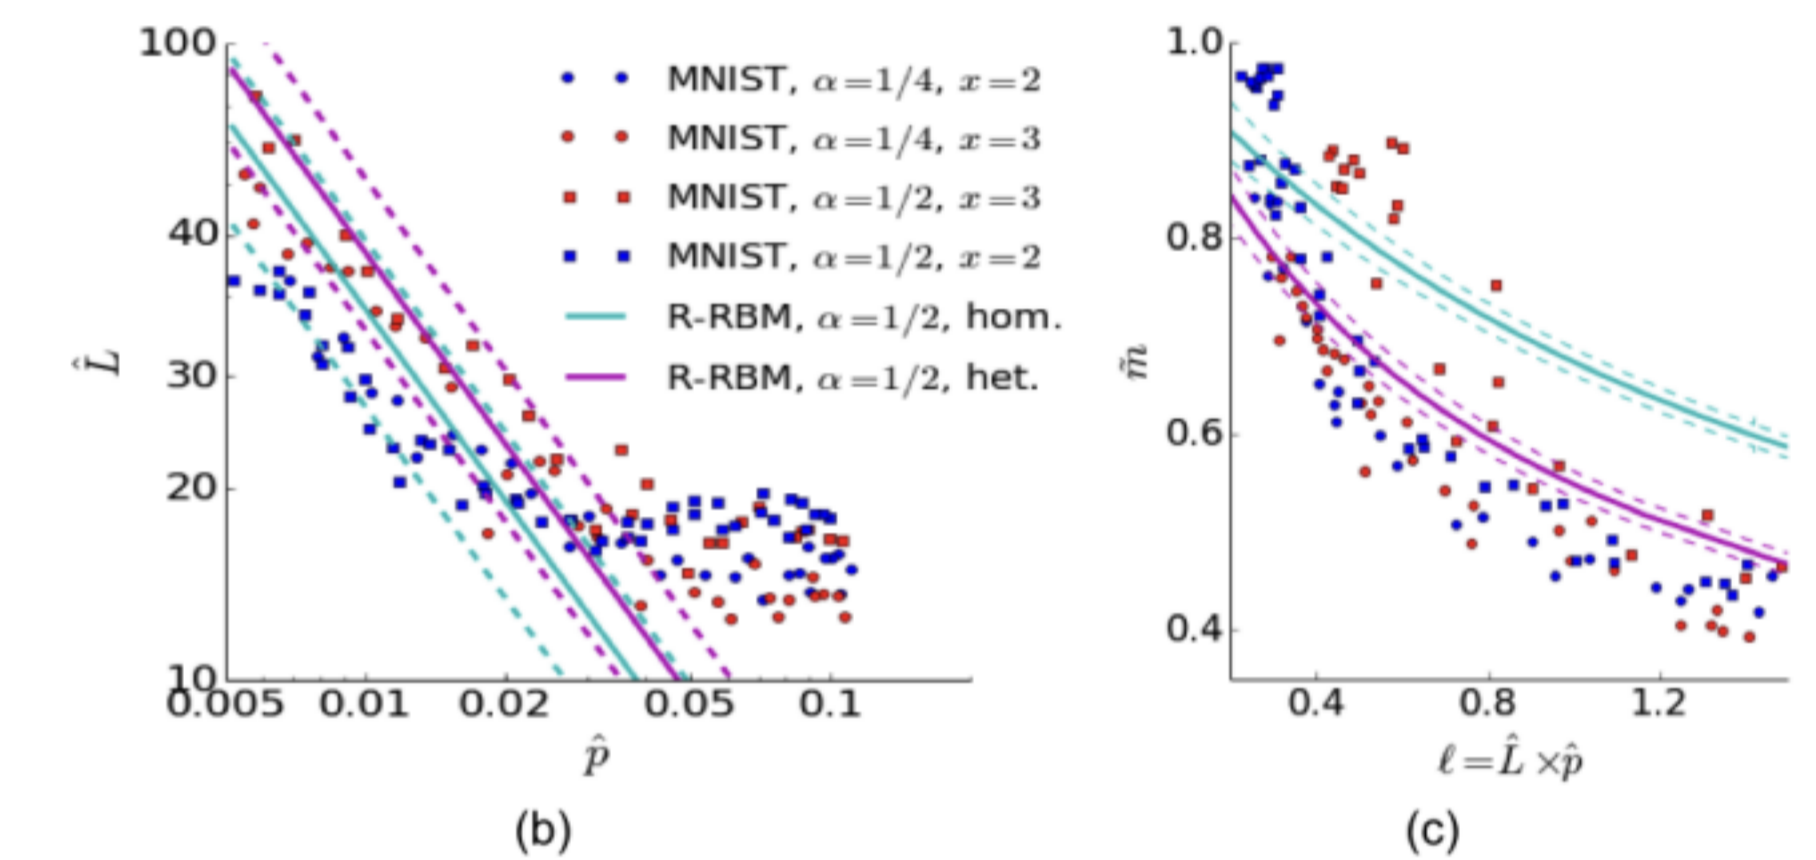 100
40
30
20
10
L̂
0.005 0.01 0.02 0.05 0.1
p̂
MNIST, α=1/4, x=2
MNIST, α=1/4, x=3
MNIST, α=1/2, x=3
MNIST, α=1/2, x=2
R-RBM, α=1/2, hom.
R-RBM, α=1/2, het.
(b)
1.0
0.8
0.6
0.4
m̃
0.4 0.8 1.2
ℓ=L̂×p̂
(c)